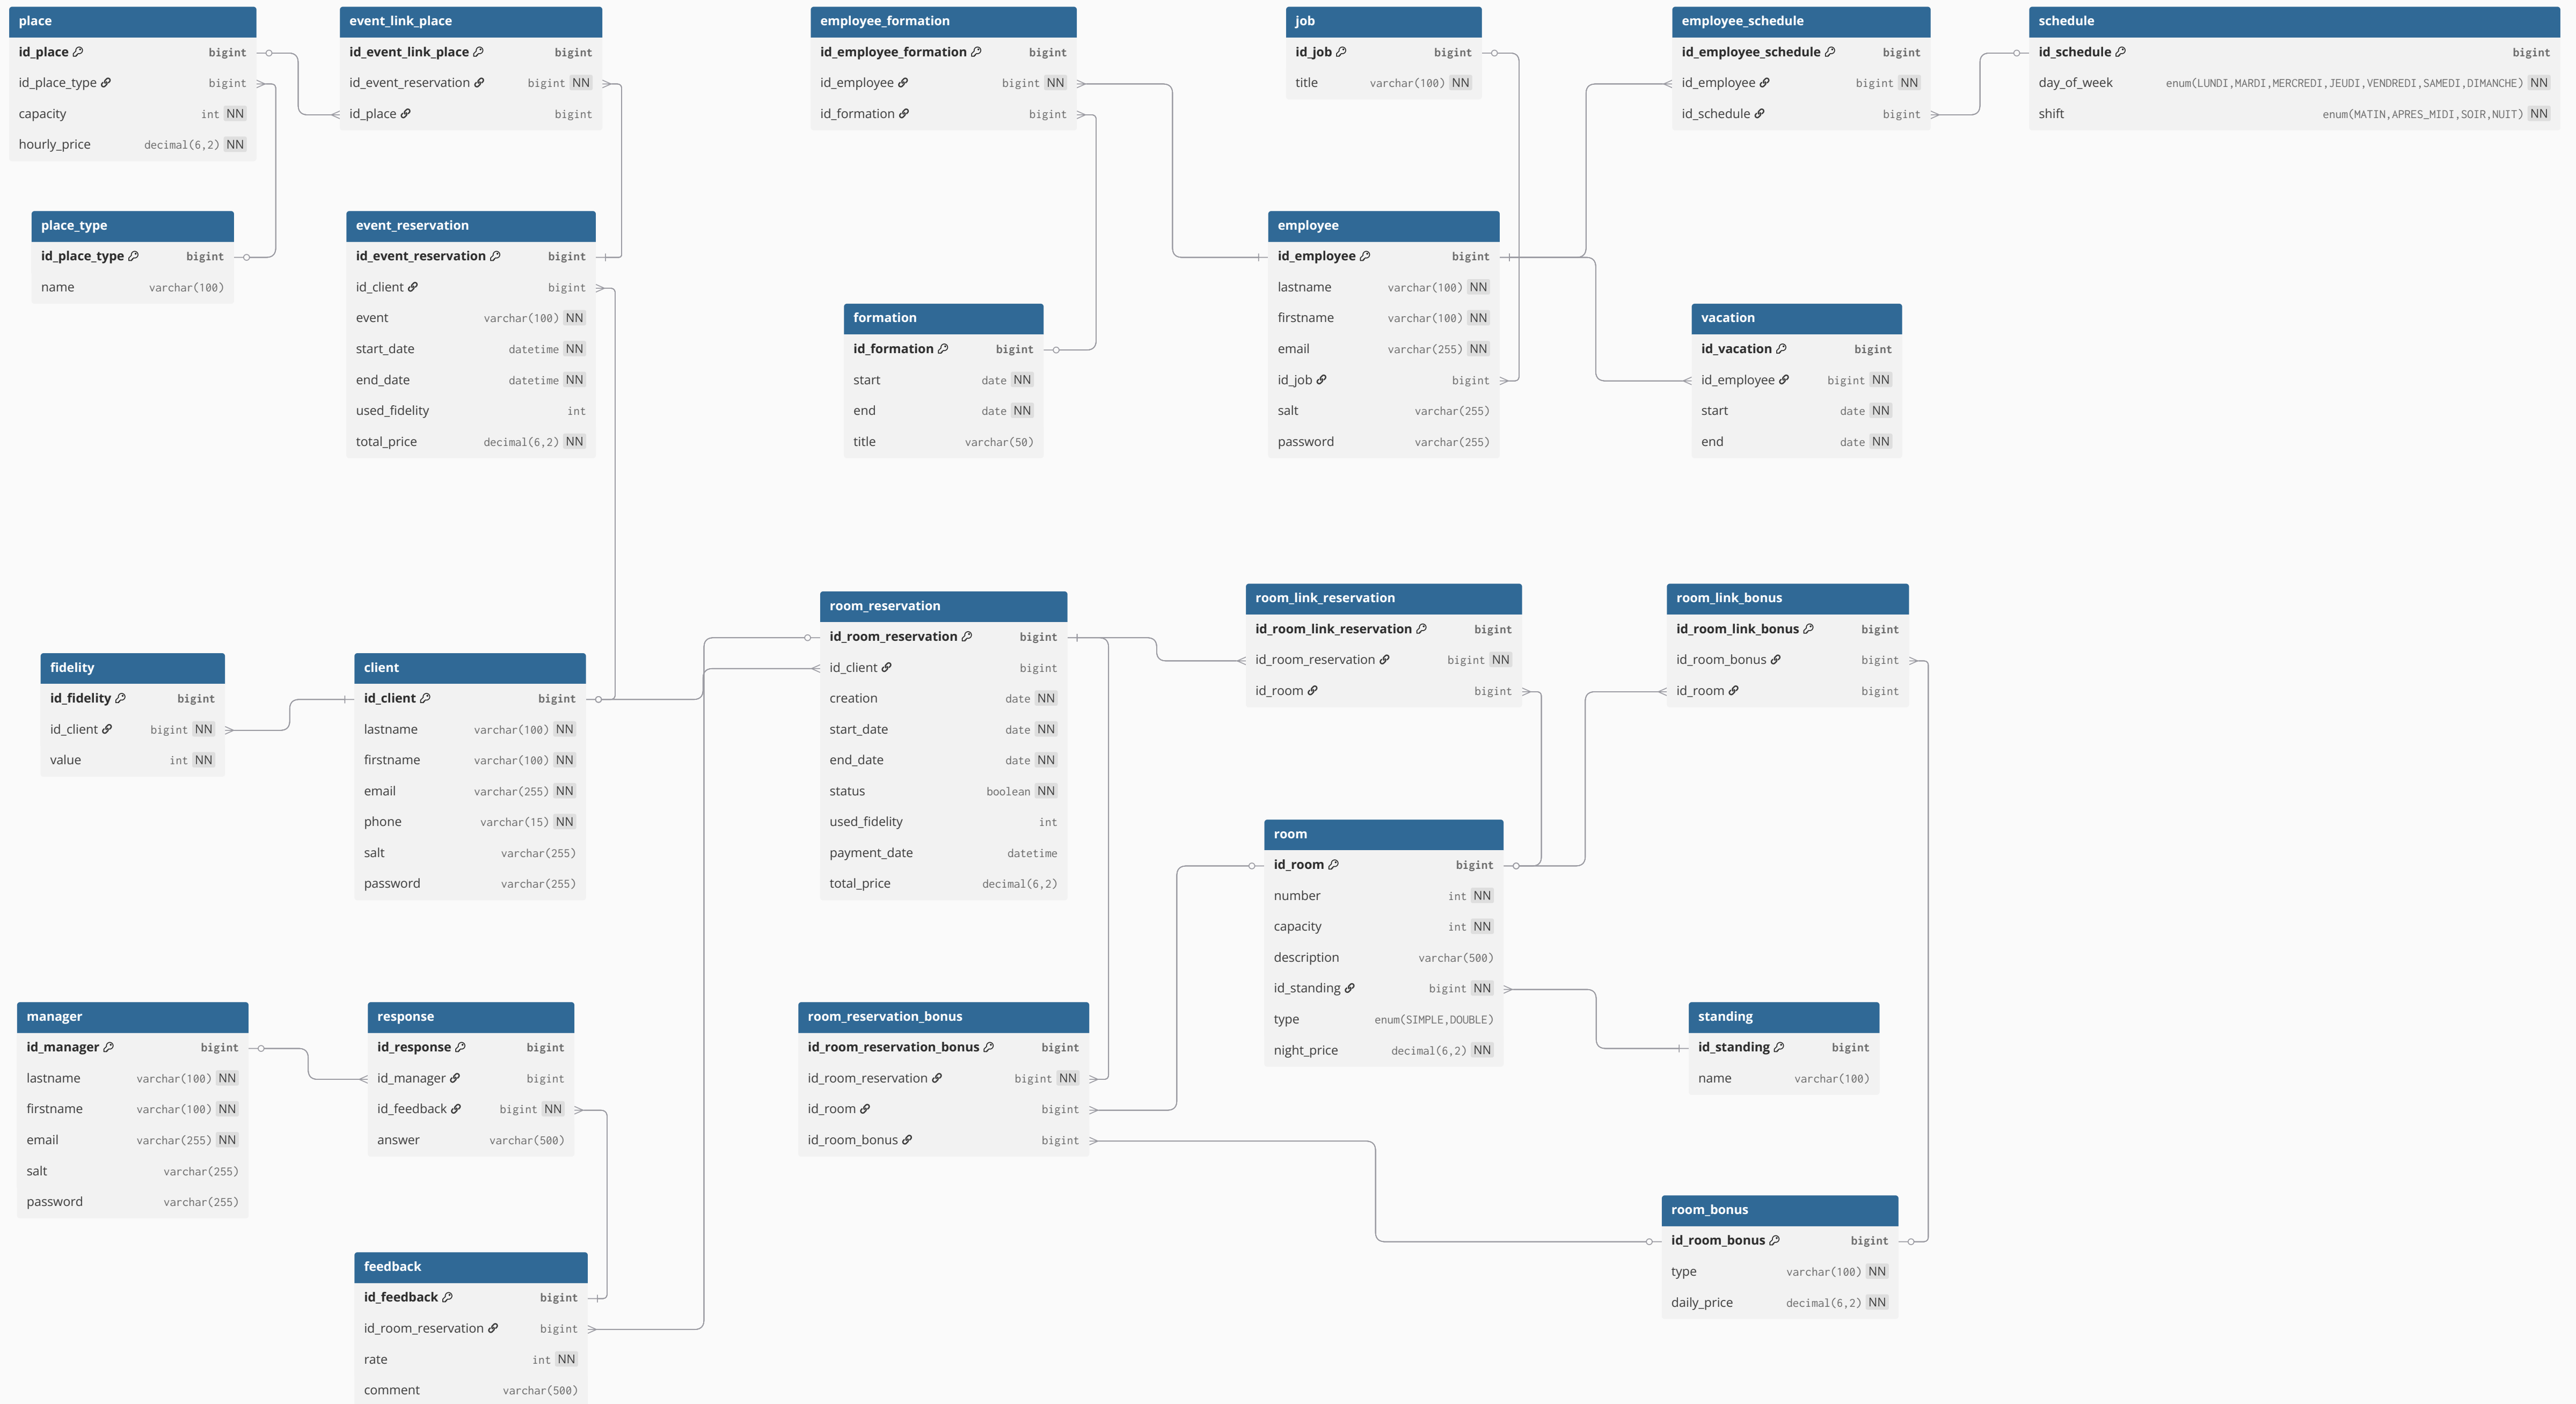 place
id_place bigint
id_place_type bigint
capacity int NN
hourly_price decimal(6,2) NN
event_link_place
id_event_link_place bigint
id_event_reservation bigint NN
id_place bigint
employee_formation
id_employee_formation bigint
id_employee bigint NN
id_formation bigint
job
id_job bigint
title varchar(100) NN
employee_schedule
id_employee_schedule bigint
id_employee bigint NN
id_schedule bigint
schedule
id_schedule bigint
day_of_week enum(LUNDI,MARDI,MERCREDI,JEUDI,VENDREDI,SAMEDI,DIMANCHE) NN
shift enum(MATIN,APRES_MIDI,SOIR,NUIT) NN
place_type
id_place_type bigint
name varchar(100)
event_reservation
id_event_reservation bigint
id_client bigint
event varchar(100) NN
start_date datetime NN
end_date datetime NN
used_fidelity int
total_price decimal(6,2) NN
formation
id_formation bigint
start date NN
end date NN
title varchar(50)
employee
id_employee bigint
lastname varchar(100) NN
firstname varchar(100) NN
email varchar(255) NN
id_job bigint
salt varchar(255)
password varchar(255)
vacation
id_vacation bigint
id_employee bigint NN
start date NN
end date NN
fidelity
id_fidelity bigint
id_client bigint NN
value int NN
client
id_client bigint
lastname varchar(100) NN
firstname varchar(100) NN
email varchar(255) NN
phone varchar(15) NN
salt varchar(255)
password varchar(255)
room_reservation
id_room_reservation bigint
id_client bigint
creation date NN
start_date date NN
end_date date NN
status boolean NN
used_fidelity int
payment_date datetime
total_price decimal(6,2)
room_link_reservation
id_room_link_reservation bigint
id_room_reservation bigint NN
id_room bigint
room_link_bonus
id_room_link_bonus bigint
id_room_bonus bigint
id_room bigint
room
id_room bigint
number int NN
capacity int NN
description varchar(500)
id_standing bigint NN
type enum(SIMPLE,DOUBLE)
night_price decimal(6,2) NN
manager
id_manager bigint
lastname varchar(100) NN
firstname varchar(100) NN
email varchar(255) NN
salt varchar(255)
password varchar(255)
response
id_response bigint
id_manager bigint
id_feedback bigint NN
answer varchar(500)
room_reservation_bonus
id_room_reservation_bonus bigint
id_room_reservation bigint NN
id_room bigint
id_room_bonus bigint
standing
id_standing bigint
name varchar(100)
feedback
id_feedback bigint
id_room_reservation bigint
rate int NN
comment varchar(500)
room_bonus
id_room_bonus bigint
type varchar(100) NN
daily_price decimal(6,2) NN